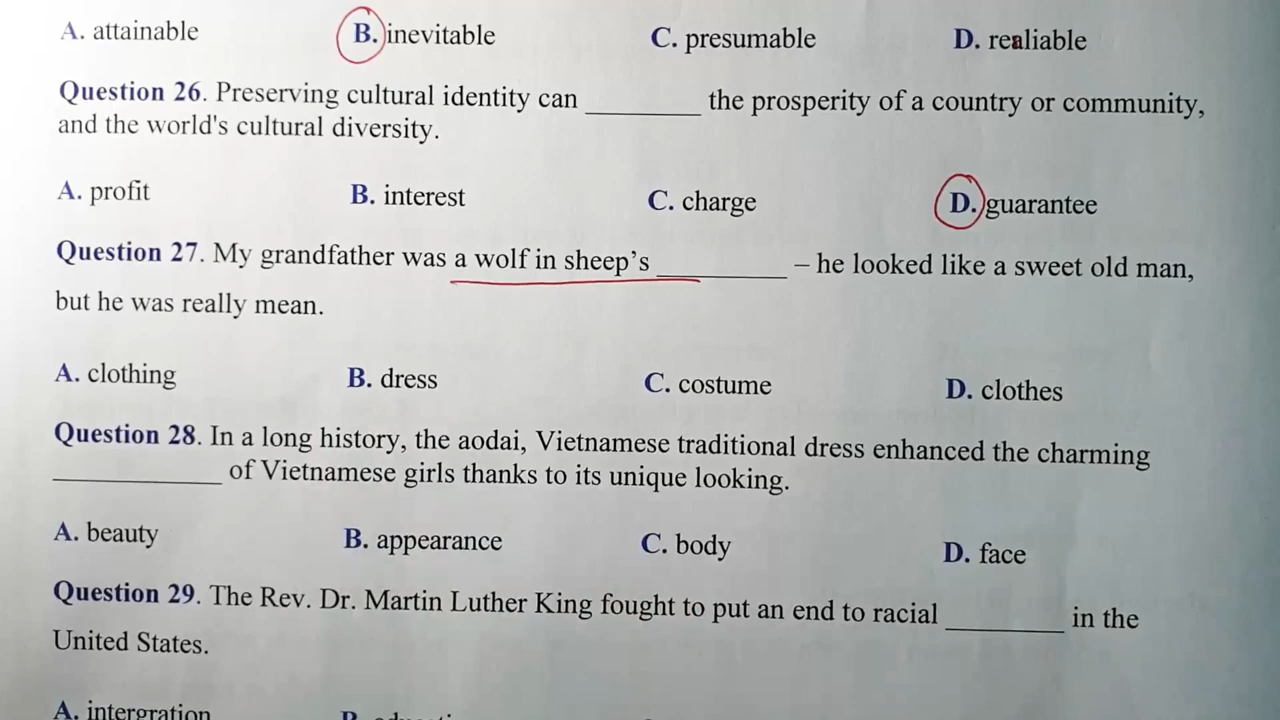 A. attainable B. inevitable C. presumable D. realiable
Question 26. Preserving cultural identity can ________ the prosperity of a country or community,
and the world's cultural diversity.
A. profit B. interest C. charge D. guarantee
Question 27. My grandfather was a wolf in sheep’s _________ – he looked like a sweet old man,
but he was really mean.
A. clothing B. dress C. costume D. clothes
Question 28. In a long history, the aodai, Vietnamese traditional dress enhanced the charming
____________ of Vietnamese girls thanks to its unique looking.
A. beauty B. appearance C. body D. face
Question 29. The Rev. Dr. Martin Luther King fought to put an end to racial ________ in the
United States.
A. intergration B.